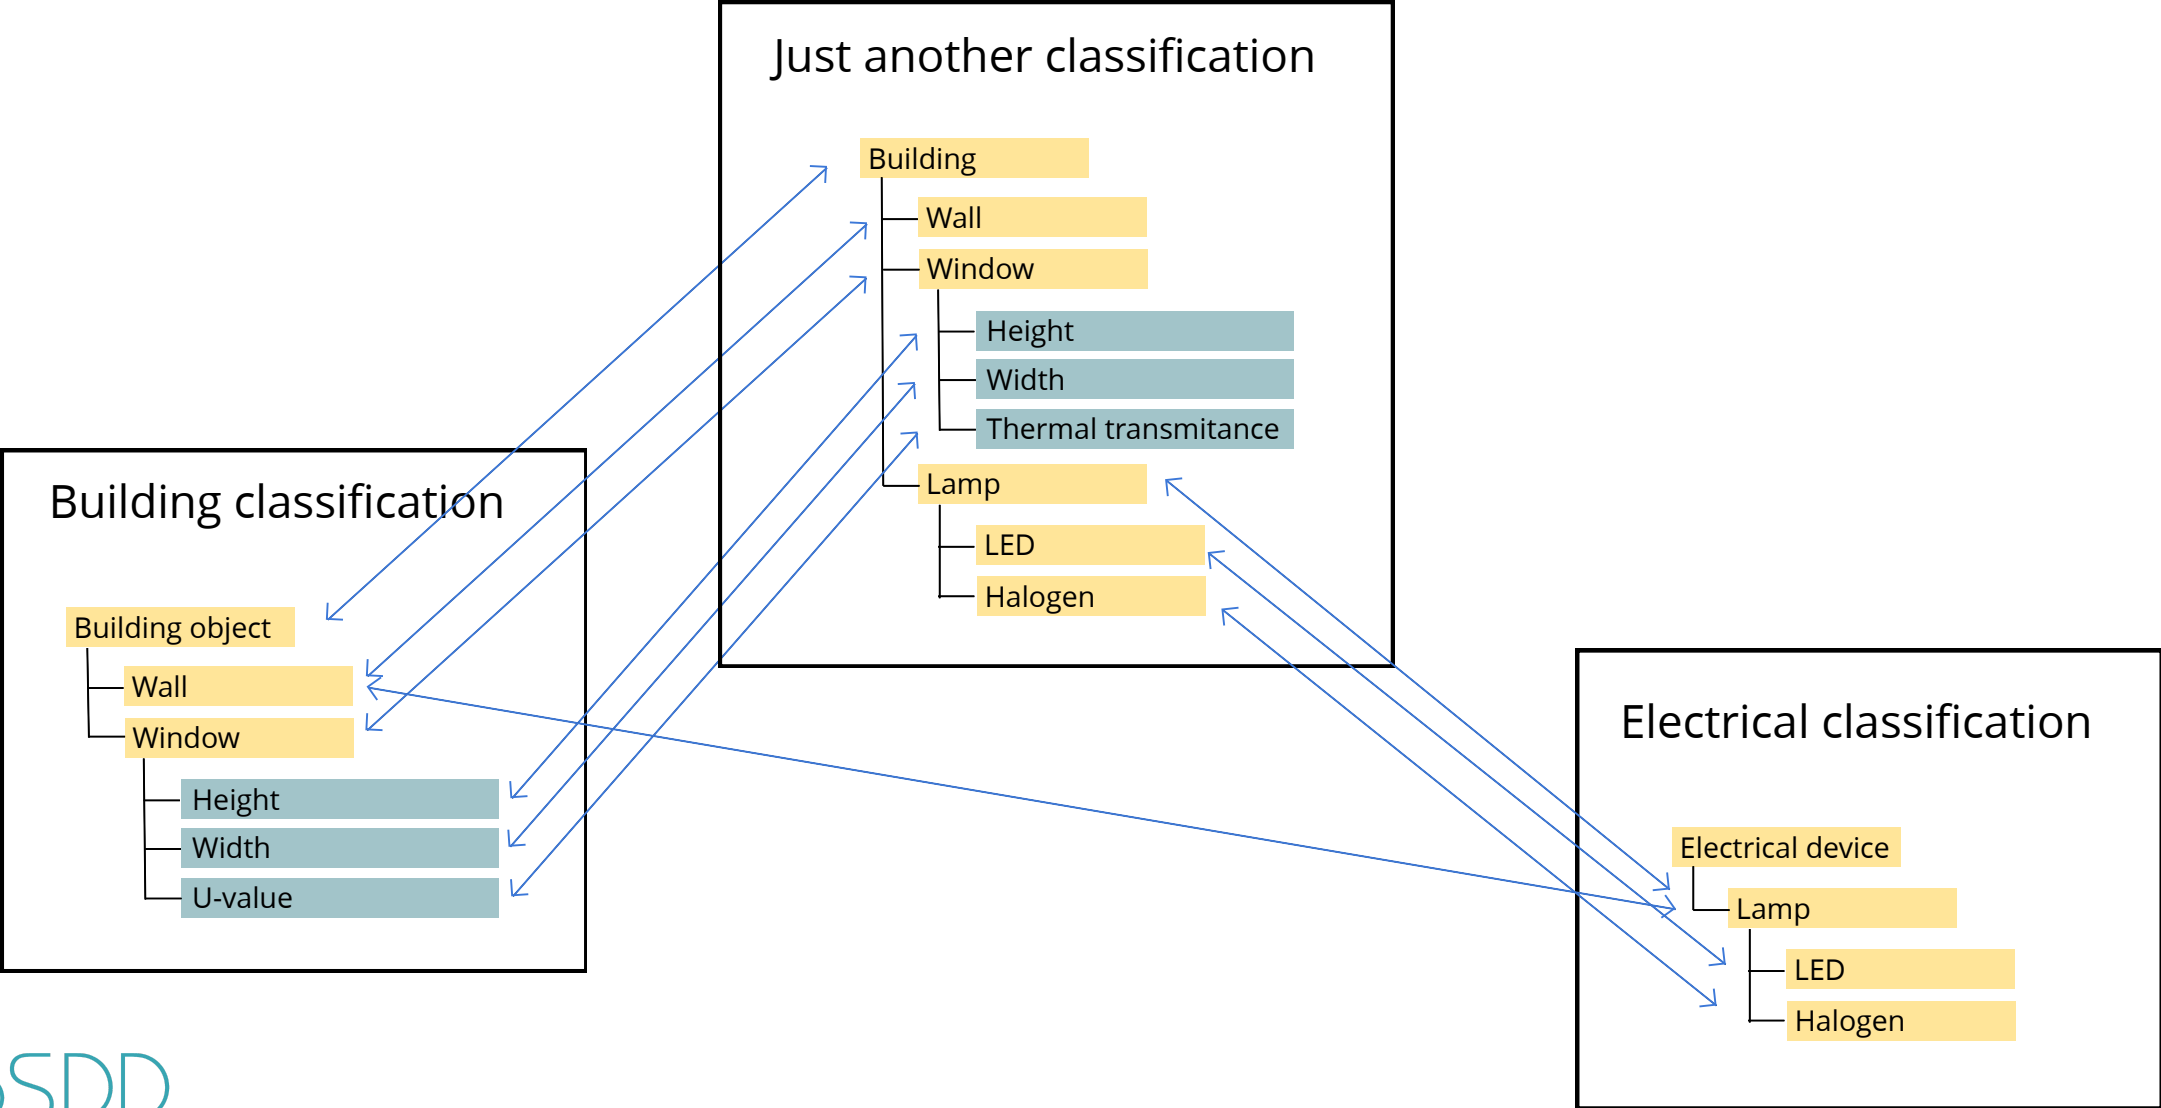 Just another classification
Building
Wall
Window
Height
Width
Thermal transmitance
Lamp
LED
Halogen
Building classification
Building object
Wall
Window
Height
Width
U-value
Electrical classification
Electrical device
Lamp
LED
Halogen